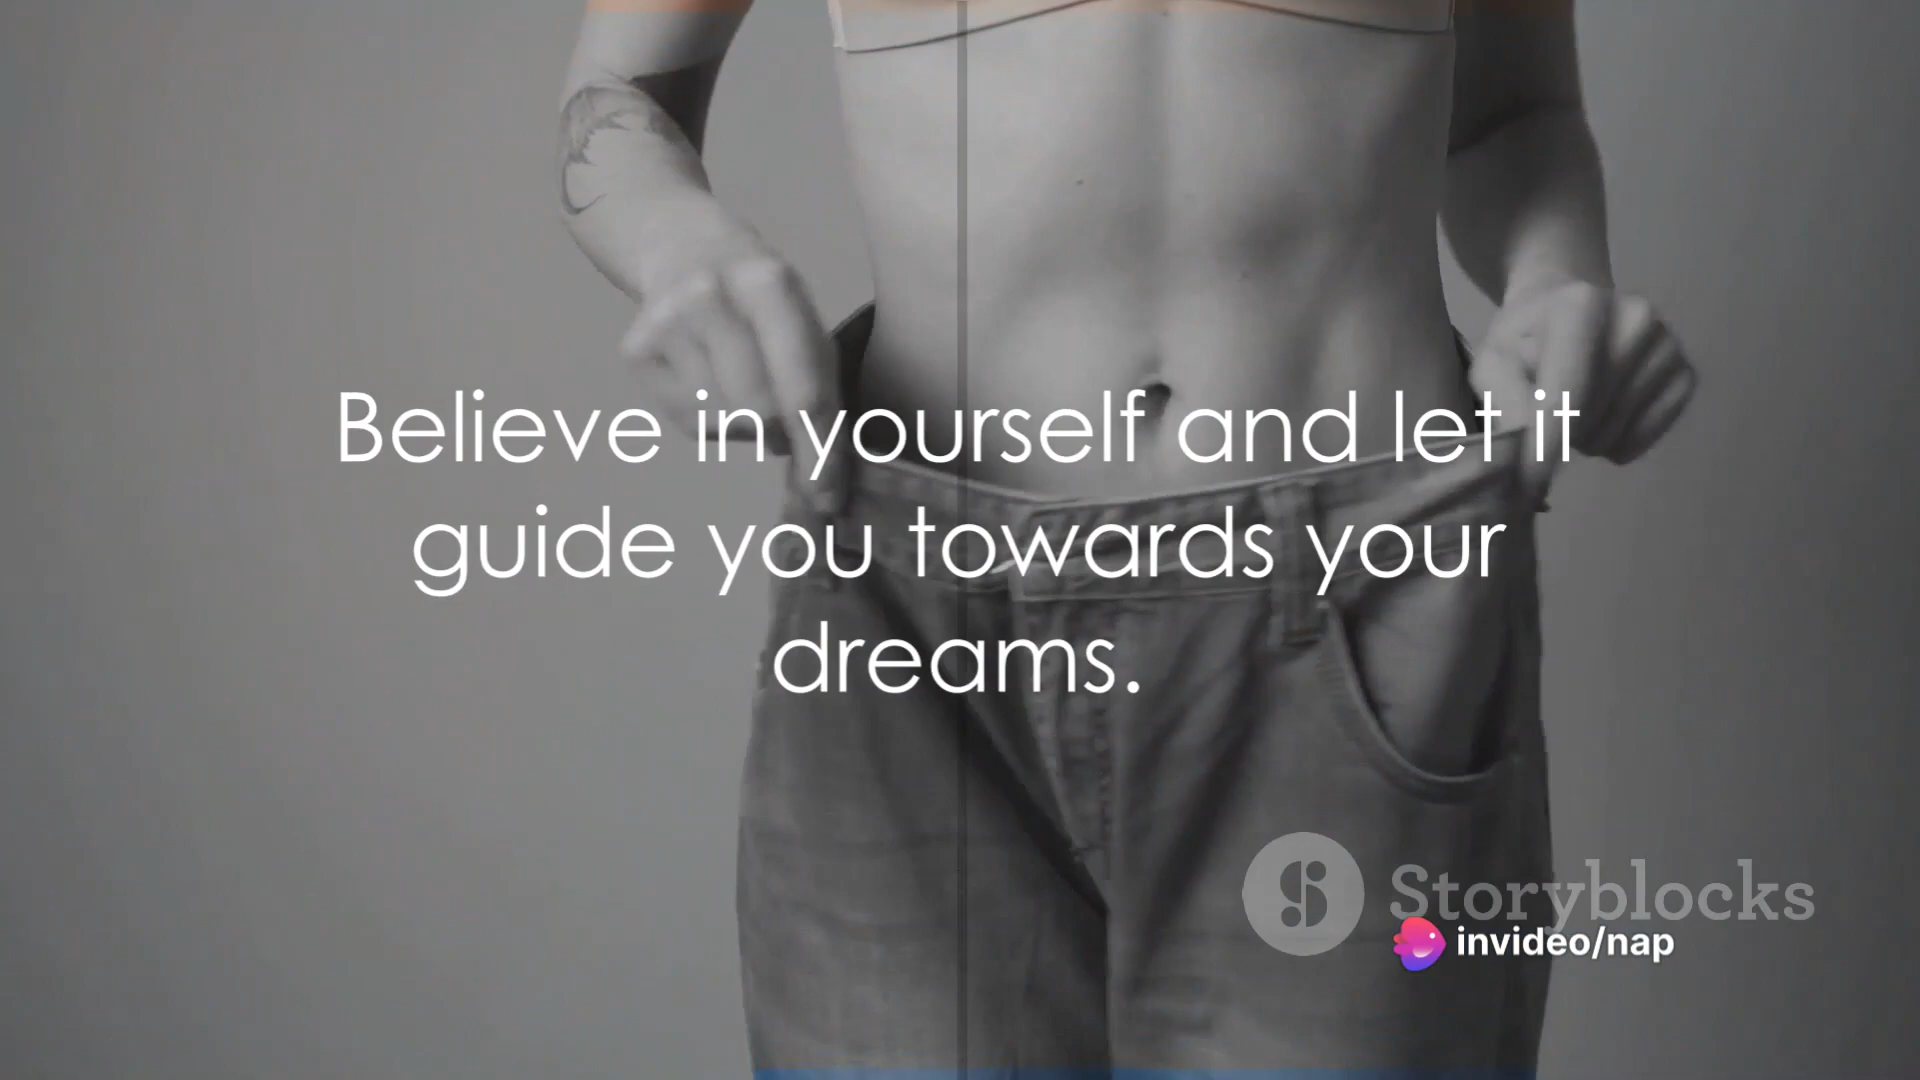 Believe in yourself and let it
guide you towards your
dreams.
Storyblocks
invideo/nap